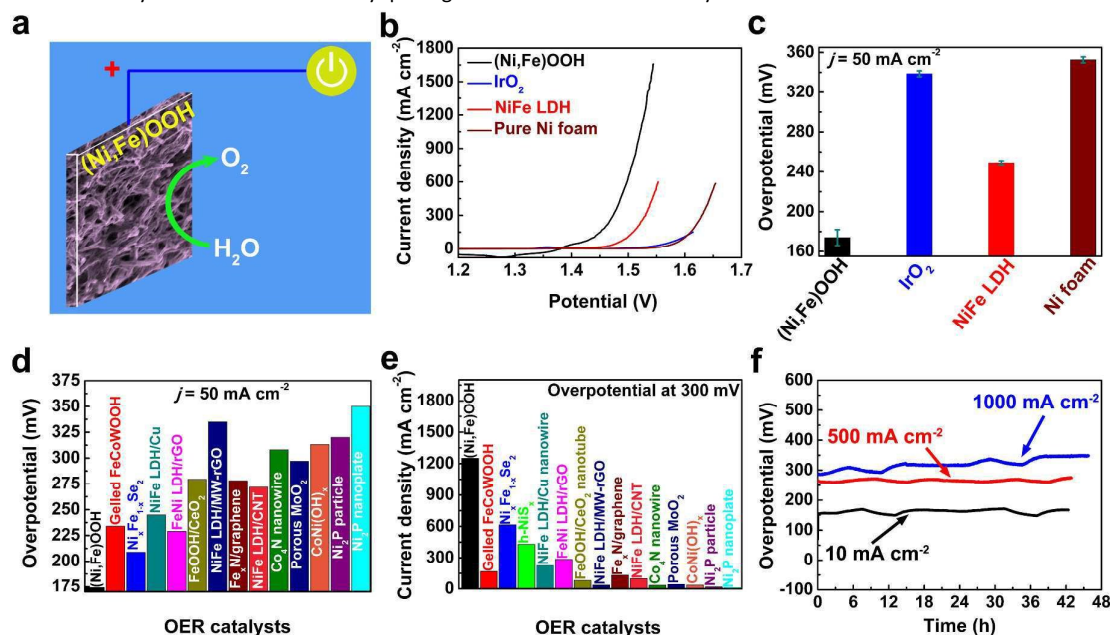 a
+
(Ni,Fe)OOH
O₂
H₂O
b
Current density (mA cm⁻²)
1800
1500
1200
900
600
300
0
(Ni,Fe)OOH
IrO₂
NiFe LDH
Pure Ni foam
1.2 1.3 1.4 1.5 1.6 1.7
Potential (V)
c
Overpotential (mV)
360
320
280
240
200
160
j = 50 mA cm⁻²
(Ni,Fe)OOH
IrO₂
NiFe LDH
Ni foam
d
Overpotential (mV)
375
350
325
300
275
250
225
200
175
j = 50 mA cm⁻²
(Ni,Fe)OOH
Gelled FeCoWOOH
NiₓFe₁₋ₓSe₂
NiFe LDH/Cu
FeNi LDH/rGO
FeOOH/CeO₂
NiFe LDH/MW-rGO
FeₓN/graphene
NiFe LDH/CNT
Co₄N nanowire
Porous MoO₂
CoNi(OH)ₓ
Ni₂P particle
Ni₂P nanoplate
OER catalysts
e
Current density (mA cm⁻²)
1500
1200
900
600
300
0
Overpotential at 300 mV
(Ni,Fe)OOH
Gelled FeCoWOOH
NiₓFe₁₋ₓSe₂
h-NiSₓ
NiFe LDH/Cu nanowire
FeNi LDH/rGO
FeOOH/CeO₂ nanotube
NiFe LDH/MW-rGO
FeₓN/graphene
NiFe LDH/CNT
Co₄N nanowire
Porous MoO₂
CoNi(OH)ₓ
Ni₂P particle
Ni₂P nanoplate
OER catalysts
f
Overpotential (mV)
600
500
400
300
200
100
0
-100
1000 mA cm⁻²
500 mA cm⁻²
10 mA cm⁻²
0 6 12 18 24 30 36 42 48
Time (h)